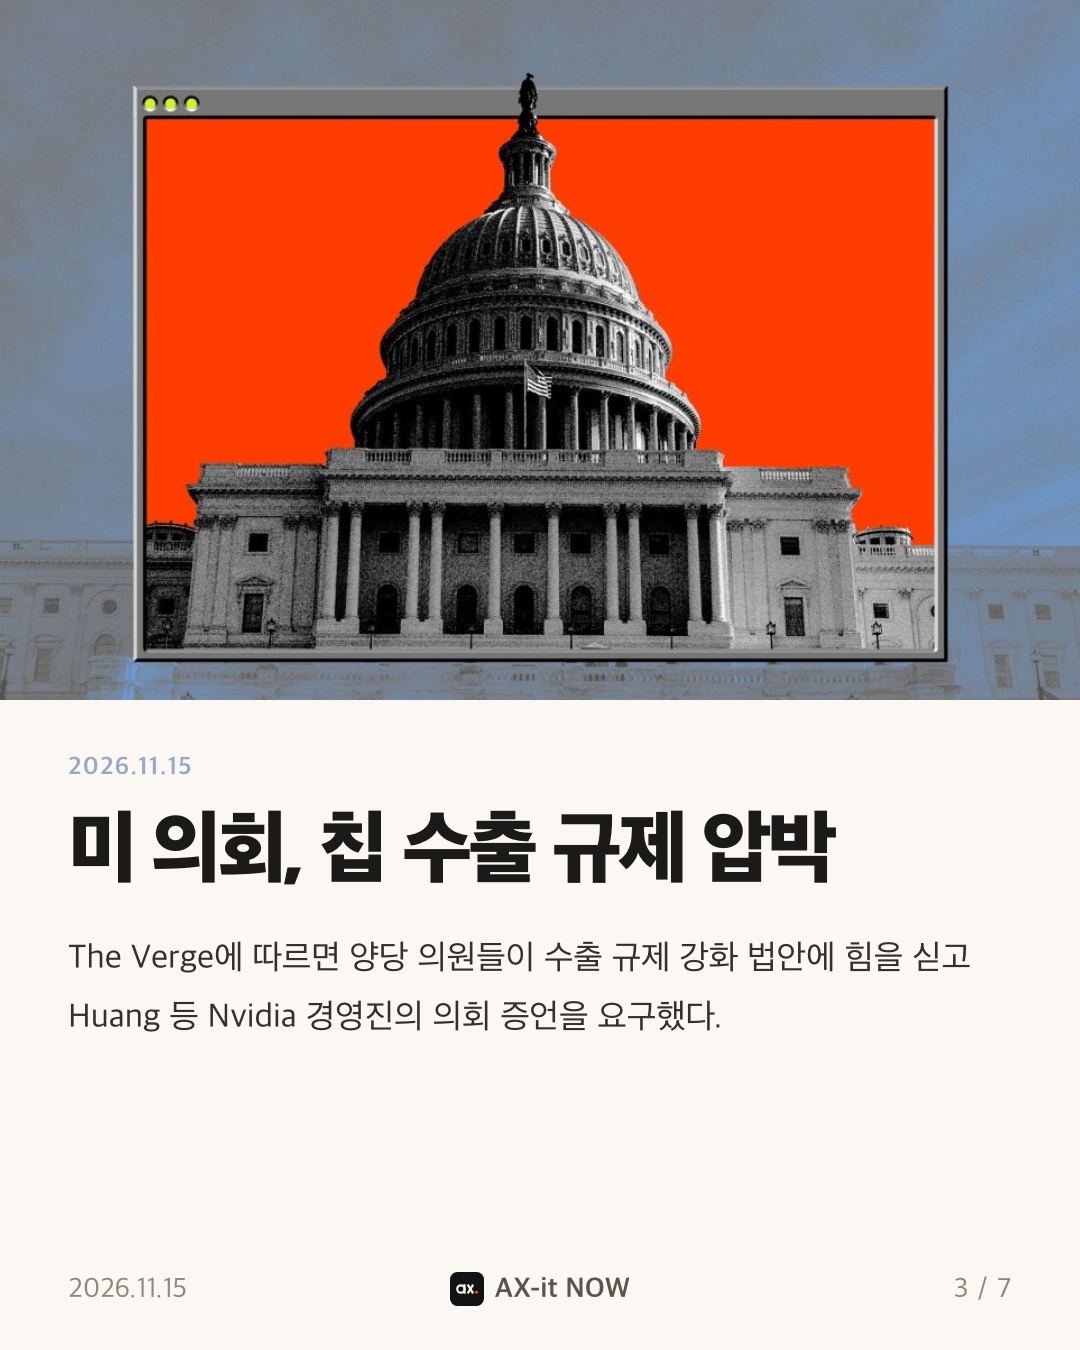 2026.11.15
미 의회, 칩 수출 규제 압박
The Verge에 따르면 양당 의원들이 수출 규제 강화 법안에 힘을 싣고
Huang 등 Nvidia 경영진의 의회 증언을 요구했다.
2026.11.15
ax. AX-it NOW
3 / 7